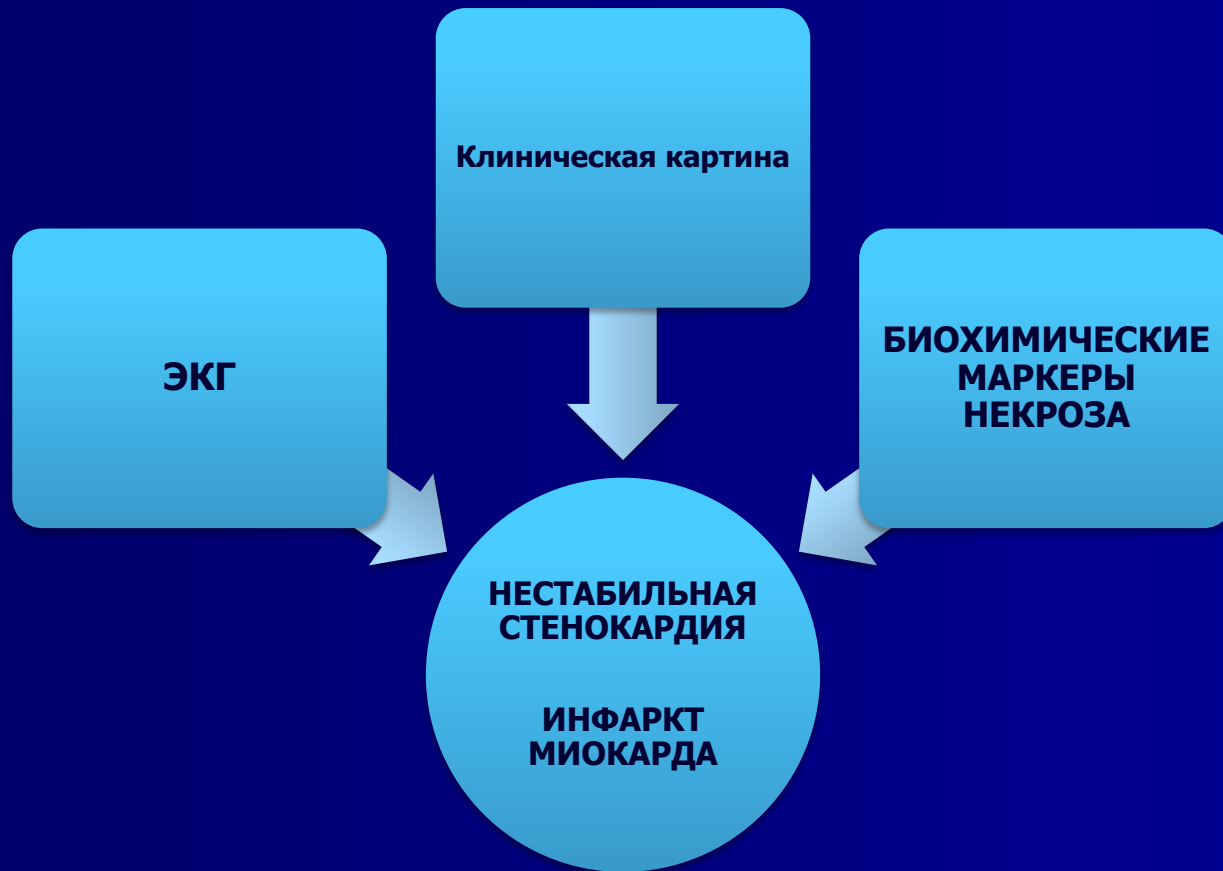 Клиническая картина
ЭКГ
БИОХИМИЧЕСКИЕ
МАРКЕРЫ
НЕКРОЗА
НЕСТАБИЛЬНАЯ
СТЕНОКАРДИЯ
ИНФАРКТ
МИОКАРДА